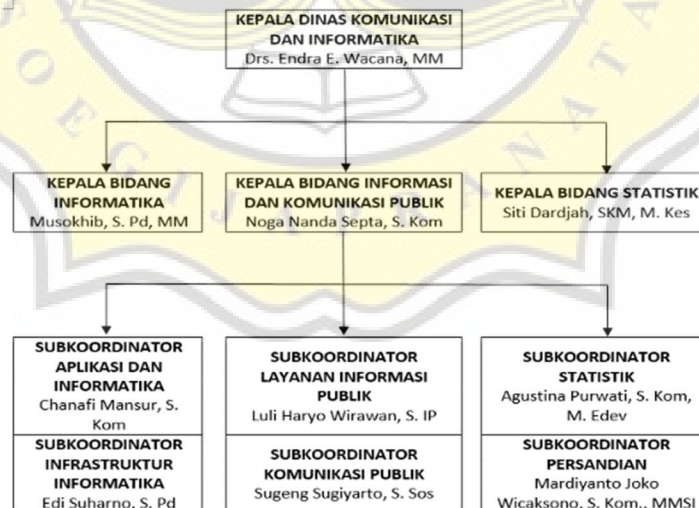 KEPALA DINAS KOMUNIKASI
DAN INFORMATIKA
Drs. Endra E. Wacana, MM
KEPALA BIDANG
INFORMATIKA
Musokhib, S. Pd, MM
KEPALA BIDANG INFORMASI
DAN KOMUNIKASI PUBLIK
Noga Nanda Septa, S. Kom
KEPALA BIDANG STATISTIK
Siti Dardjah, SKM, M. Kes
SUBKOORDINATOR
APLIKASI DAN
INFORMATIKA
Chanafi Mansur, S.
Kom
SUBKOORDINATOR
LAYANAN INFORMASI
PUBLIK
Luli Haryo Wirawan, S. IP
SUBKOORDINATOR
STATISTIK
Agustina Purwati, S. Kom,
M. Edev
SUBKOORDINATOR
INFRASTRUKTUR
INFORMATIKA
Edi Suharno, S. Pd
SUBKOORDINATOR
KOMUNIKASI PUBLIK
Sugeng Sugiyarto, S. Sos
SUBKOORDINATOR
PERSANDIAN
Mardiyanto Joko
Wicaksono, S. Kom., MMSI
SOEGIJAPRANATA